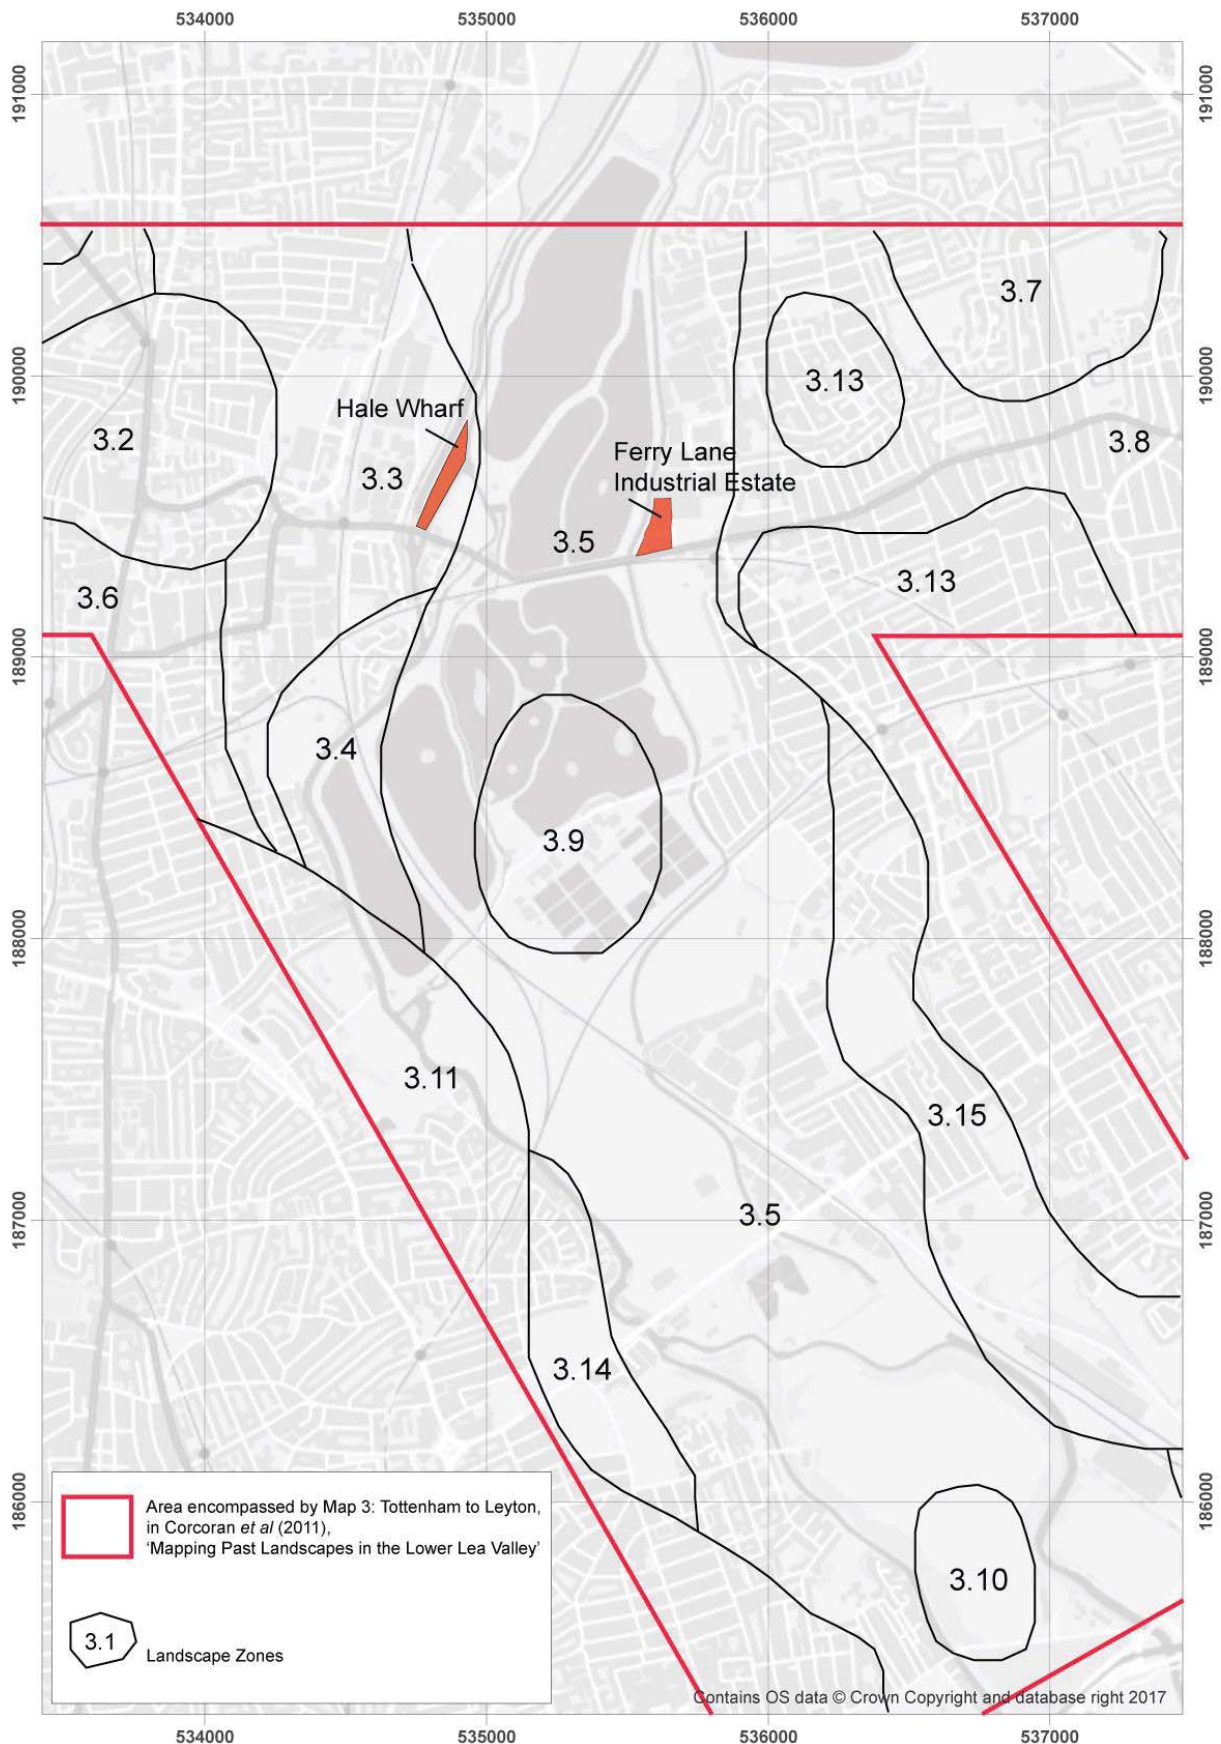 534000 535000 536000 537000
191000 191000
3.7
190000 3.13 190000
Hale Wharf
3.2 3.8
Ferry Lane
3.3 Industrial Estate
3.5
3.13
3.6
189000 189000
3.4
3.9
188000 188000
3.11
3.15
187000 3.5 187000
3.14
186000 186000
Area encompassed by Map 3: Tottenham to Leyton,
in Corcoran et al (2011),
'Mapping Past Landscapes in the Lower Lea Valley'
3.10
3.1 Landscape Zones
Contains OS data © Crown Copyright and database right 2017
534000 535000 536000 537000